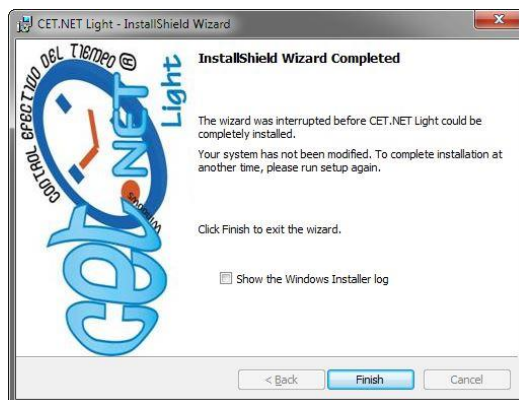 CET.NET Light - InstallShield Wizard
CONTROL EFECTIVO DEL TIEMPO ®
cet.NET
Light
Windows
InstallShield Wizard Completed
The wizard was interrupted before CET.NET Light could be
completely installed.
Your system has not been modified. To complete installation at
another time, please run setup again.
Click Finish to exit the wizard.
Show the Windows Installer log
< Back
Finish
Cancel